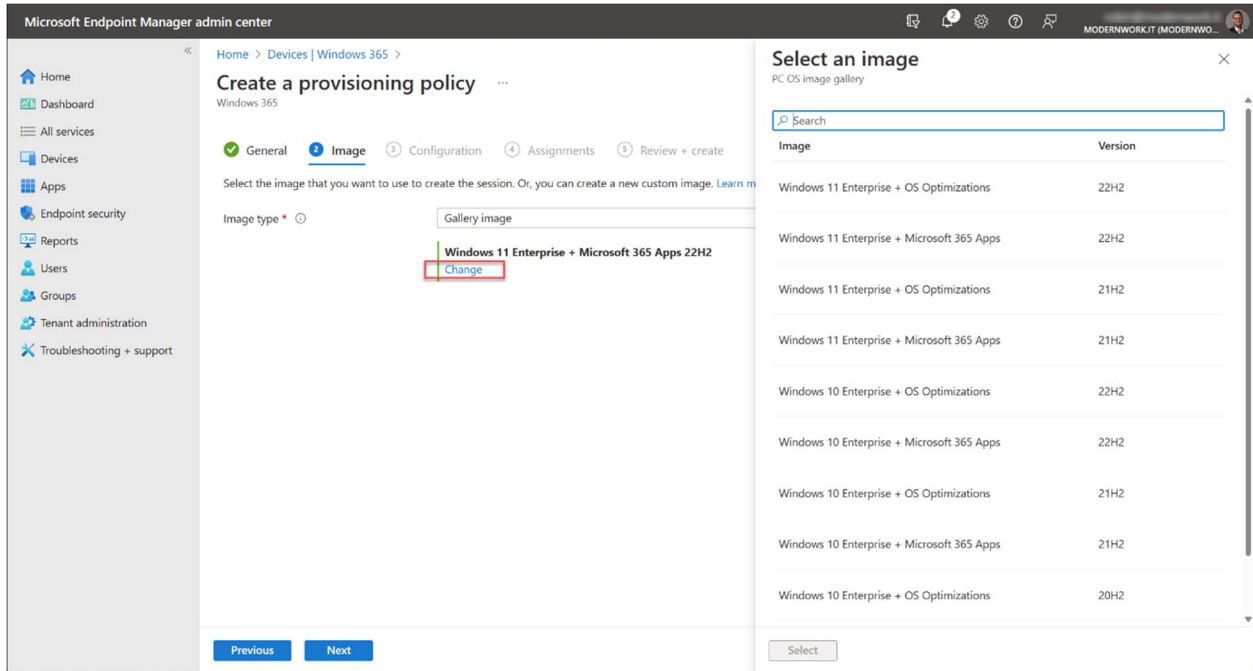 Microsoft Endpoint Manager admin center
2
MODERNWORK.IT (MODERNWO...
«
Home
Dashboard
All services
Devices
Apps
Endpoint security
Reports
Users
Groups
Tenant administration
Troubleshooting + support
Home > Devices | Windows 365 >
Create a provisioning policy ...
Windows 365
General 2 Image 3 Configuration 4 Assignments 5 Review + create
Select the image that you want to use to create the session. Or, you can create a new custom image. Learn m
Image type * Gallery image
Windows 11 Enterprise + Microsoft 365 Apps 22H2
Change
Previous Next
Select an image
PC OS image gallery
Search
Image Version
Windows 11 Enterprise + OS Optimizations 22H2
Windows 11 Enterprise + Microsoft 365 Apps 22H2
Windows 11 Enterprise + OS Optimizations 21H2
Windows 11 Enterprise + Microsoft 365 Apps 21H2
Windows 10 Enterprise + OS Optimizations 22H2
Windows 10 Enterprise + Microsoft 365 Apps 22H2
Windows 10 Enterprise + OS Optimizations 21H2
Windows 10 Enterprise + Microsoft 365 Apps 21H2
Windows 10 Enterprise + OS Optimizations 20H2
Select